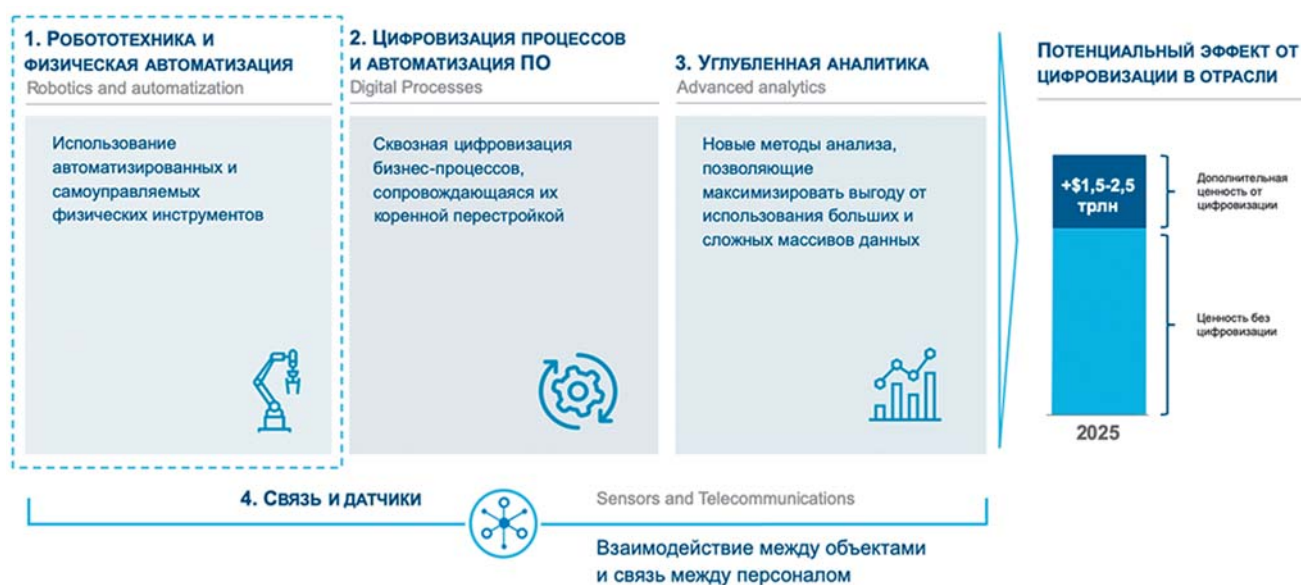 1. Робототехника и
физическая автоматизация
Robotics and automatization
Использование
автоматизированных и
самоуправляемых
физических инструментов
2. Цифровизация процессов
и автоматизация ПО
Digital Processes
Сквозная цифровизация
бизнес-процессов,
сопровождающаяся их
коренной перестройкой
3. Углубленная аналитика
Advanced analytics
Новые методы анализа,
позволяющие
максимизировать выгоду от
использования больших и
сложных массивов данных
Потенциальный эффект от
цифровизации в отрасли
+$1,5-2,5
трлн
Дополнительная
ценность от
цифровизации
Ценность без
цифровизации
2025
4. Связь и датчики
Sensors and Telecommunications
Взаимодействие между объектами
и связь между персоналом